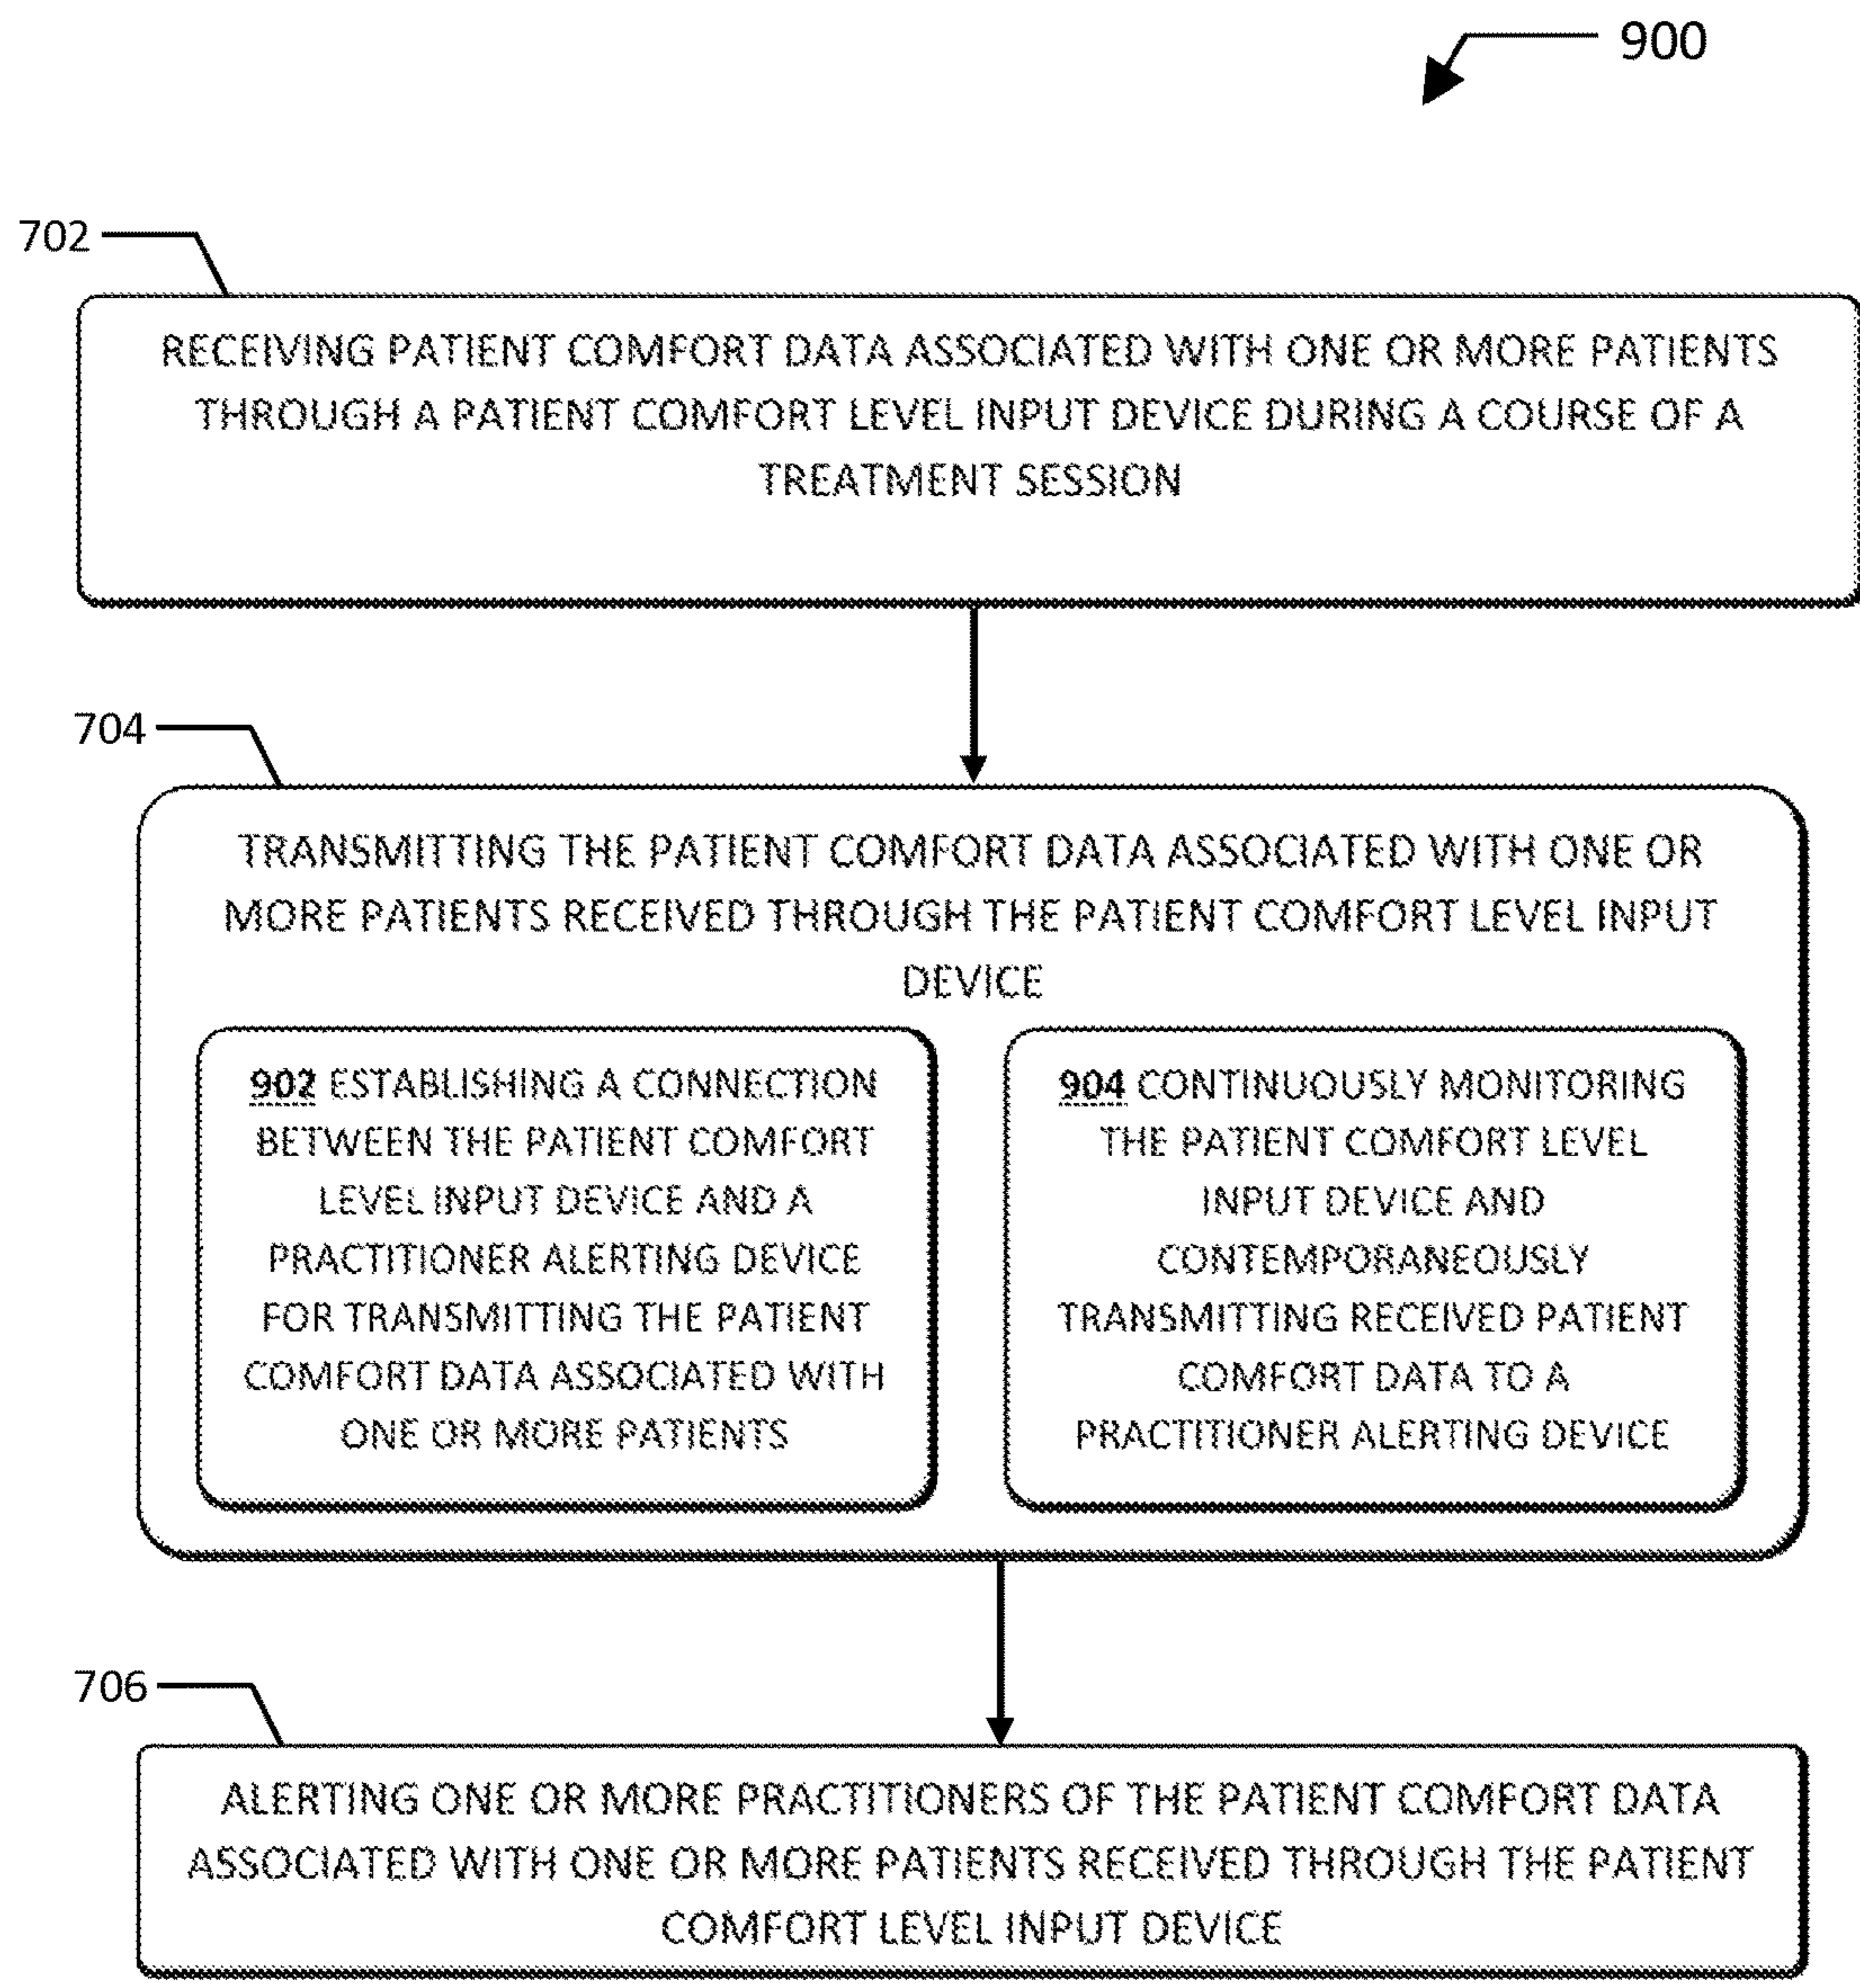 900
702
RECEIVING PATIENT COMFORT DATA ASSOCIATED WITH ONE OR MORE PATIENTS
THROUGH A PATIENT COMFORT LEVEL INPUT DEVICE DURING A COURSE OF A
TREATMENT SESSION
704
TRANSMITTING THE PATIENT COMFORT DATA ASSOCIATED WITH ONE OR
MORE PATIENTS RECEIVED THROUGH THE PATIENT COMFORT LEVEL INPUT
DEVICE
902 ESTABLISHING A CONNECTION
BETWEEN THE PATIENT COMFORT
LEVEL INPUT DEVICE AND A
PRACTITIONER ALERTING DEVICE
FOR TRANSMITTING THE PATIENT
COMFORT DATA ASSOCIATED WITH
ONE OR MORE PATIENTS
904 CONTINUOUSLY MONITORING
THE PATIENT COMFORT LEVEL
INPUT DEVICE AND
CONTEMPORANEOUSLY
TRANSMITTING RECEIVED PATIENT
COMFORT DATA TO A
PRACTITIONER ALERTING DEVICE
706
ALERTING ONE OR MORE PRACTITIONERS OF THE PATIENT COMFORT DATA
ASSOCIATED WITH ONE OR MORE PATIENTS RECEIVED THROUGH THE PATIENT
COMFORT LEVEL INPUT DEVICE